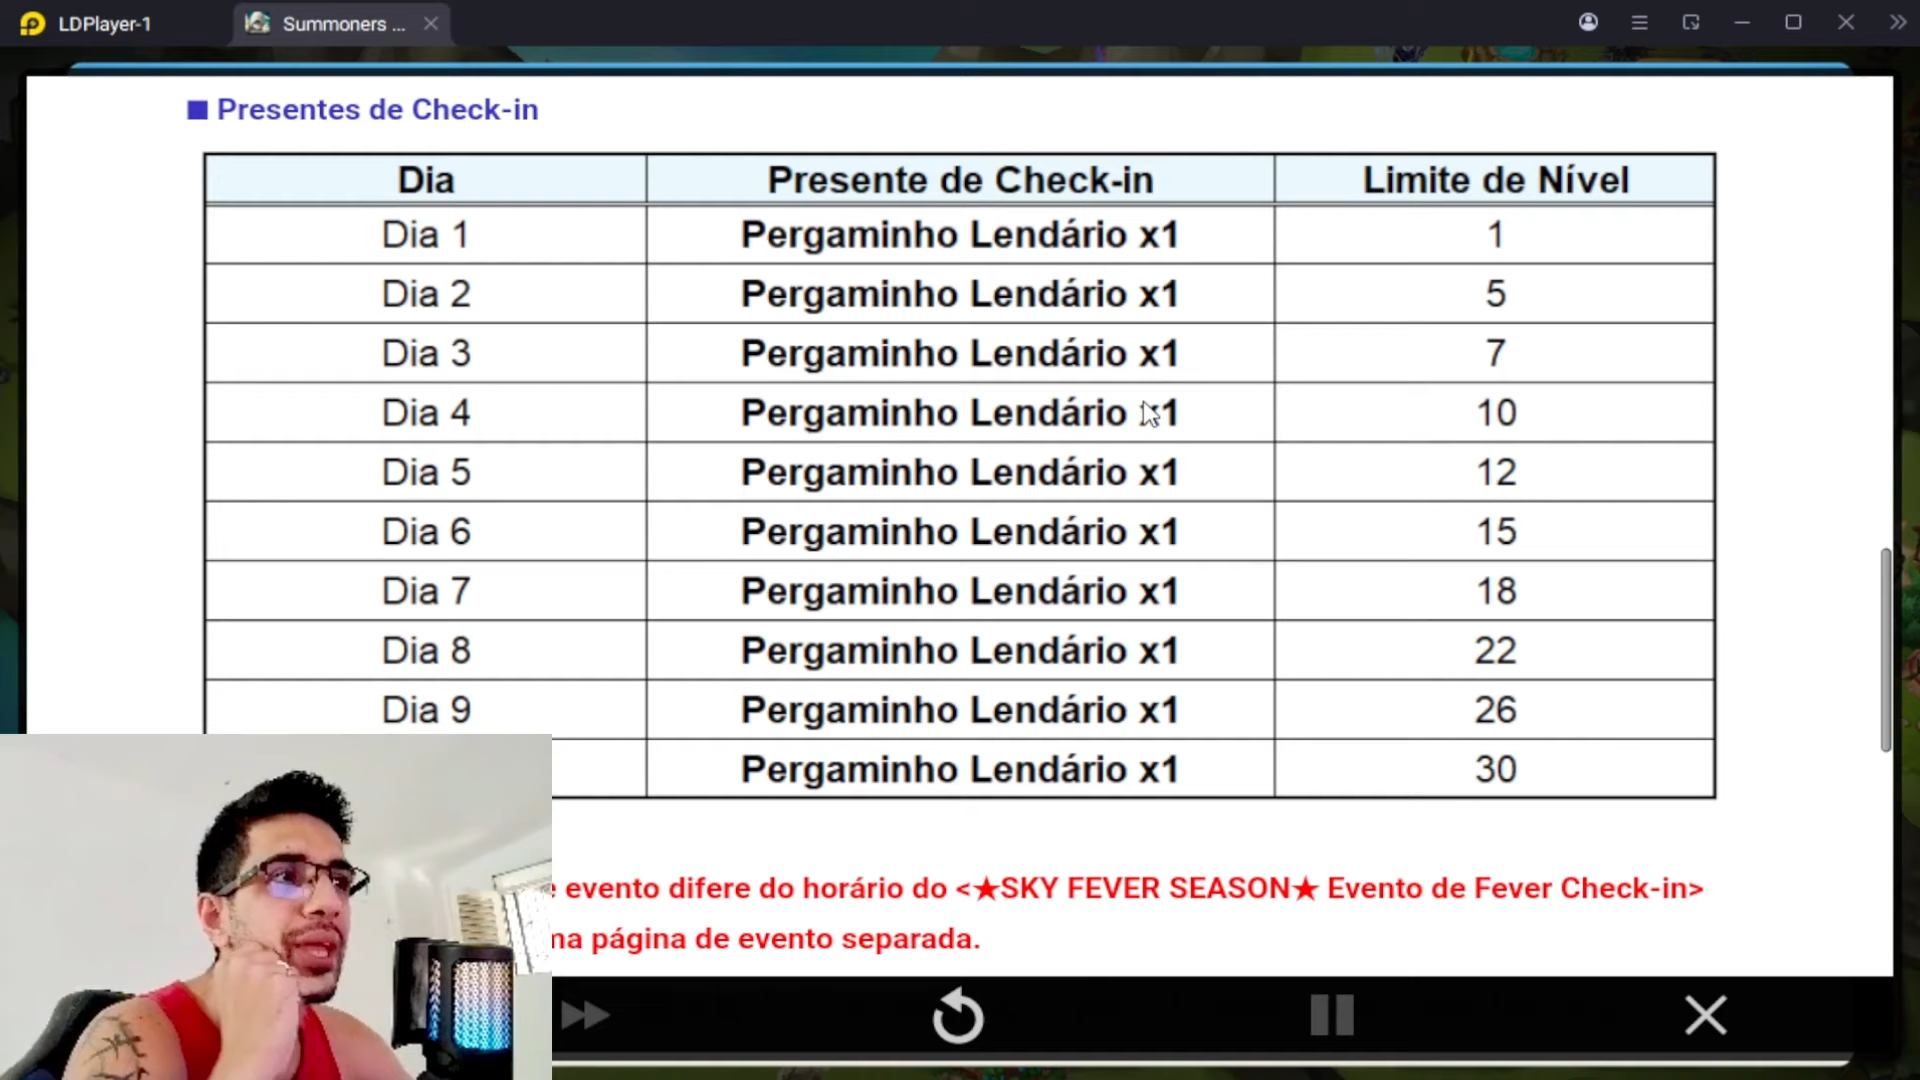 LDPlayer-1
Summoners ...
■ Presentes de Check-in
Dia Presente de Check-in Limite de Nível
Dia 1 Pergaminho Lendário x1 1
Dia 2 Pergaminho Lendário x1 5
Dia 3 Pergaminho Lendário x1 7
Dia 4 Pergaminho Lendário x1 10
Dia 5 Pergaminho Lendário x1 12
Dia 6 Pergaminho Lendário x1 15
Dia 7 Pergaminho Lendário x1 18
Dia 8 Pergaminho Lendário x1 22
Dia 9 Pergaminho Lendário x1 26
Pergaminho Lendário x1 30
evento difere do horário do <★SKY FEVER SEASON★ Evento de Fever Check-in>
página de evento separada.